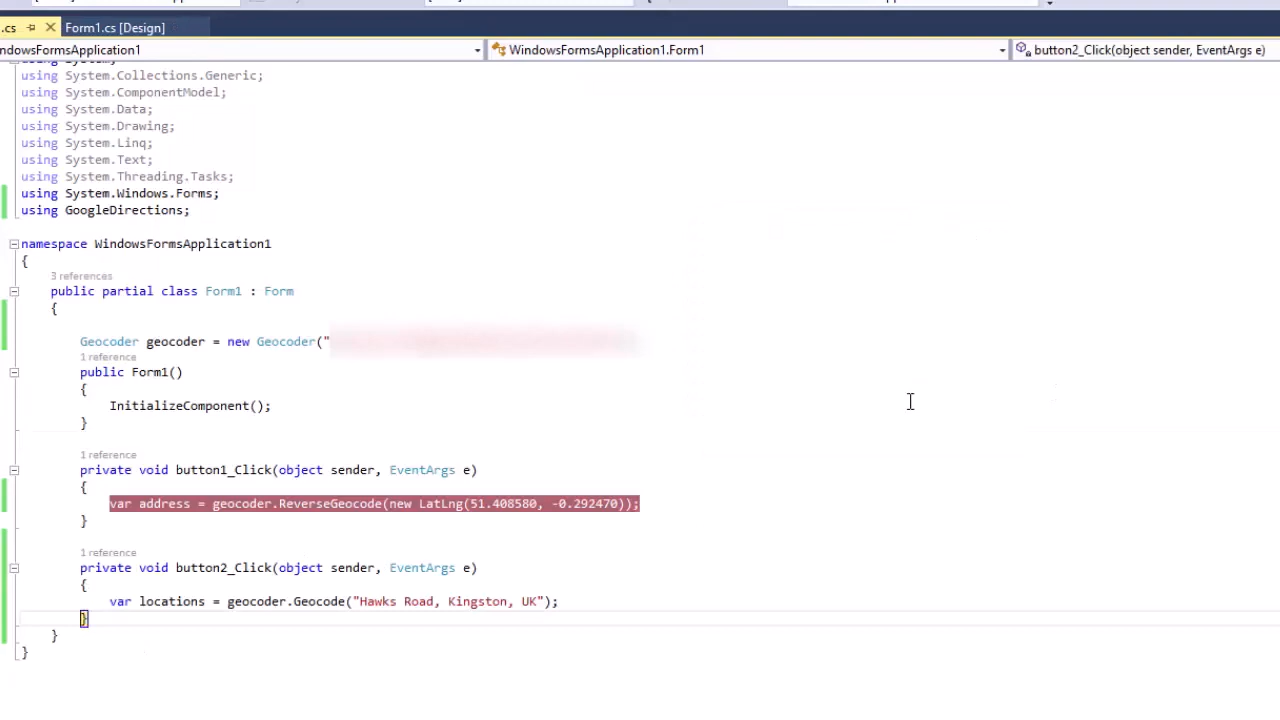 .cs Form1.cs [Design]
ndowsFormsApplication1 WindowsFormsApplication1.Form1 button2_Click(object sender, EventArgs e)
using System;
using System.Collections.Generic;
using System.ComponentModel;
using System.Data;
using System.Drawing;
using System.Linq;
using System.Text;
using System.Threading.Tasks;
using System.Windows.Forms;
using GoogleDirections;
namespace WindowsFormsApplication1
{
3 references
public partial class Form1 : Form
{
Geocoder geocoder = new Geocoder("
1 reference
public Form1()
{
InitializeComponent();
}
1 reference
private void button1_Click(object sender, EventArgs e)
{
var address = geocoder.ReverseGeocode(new LatLng(51.408580, -0.292470));
}
1 reference
private void button2_Click(object sender, EventArgs e)
{
var locations = geocoder.Geocode("Hawks Road, Kingston, UK");
}
}
}